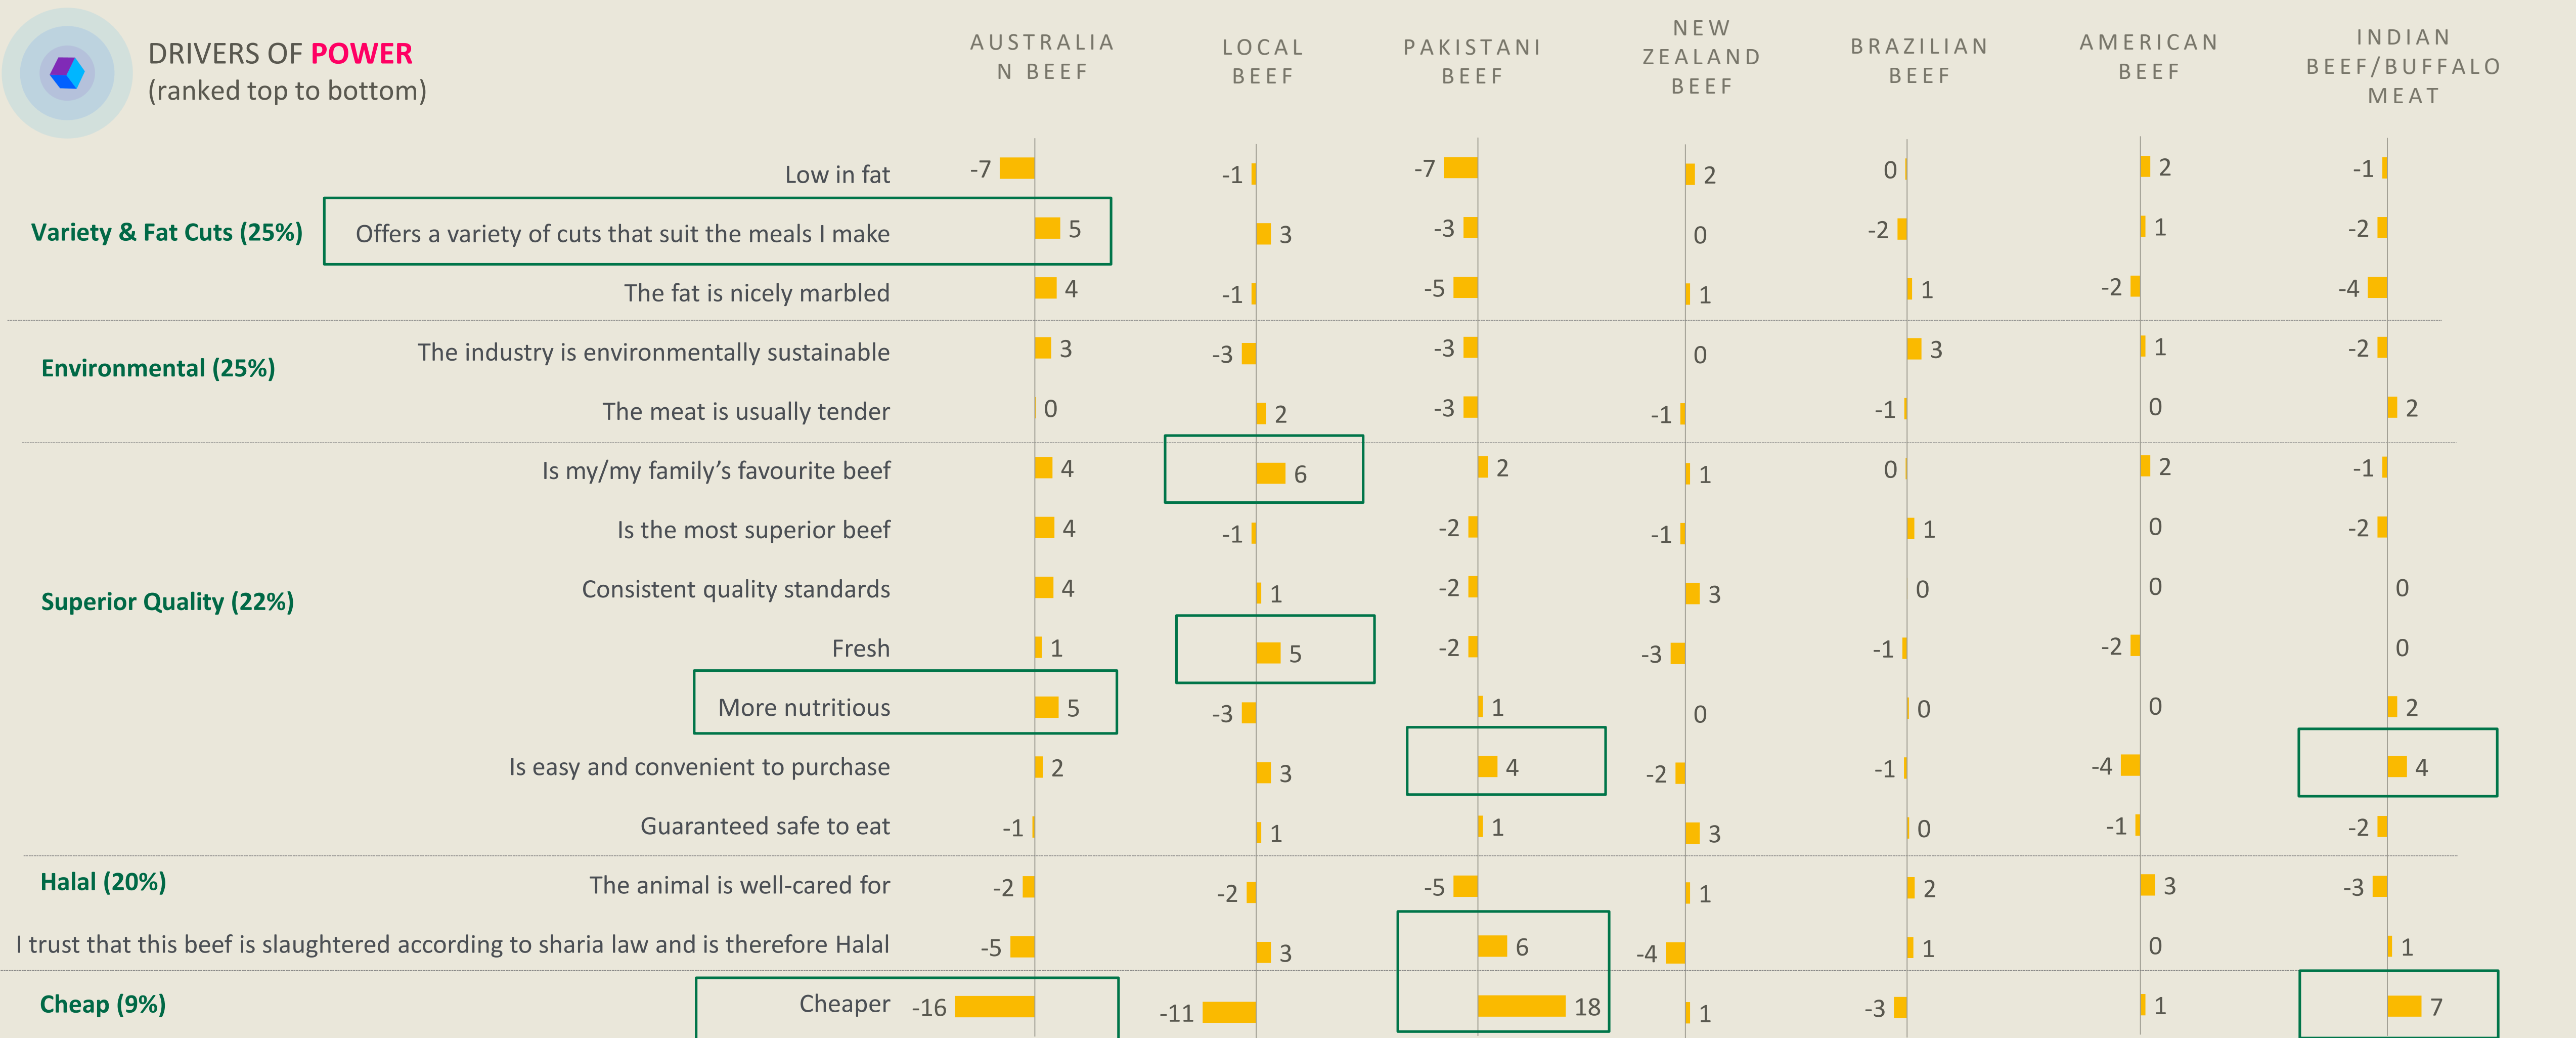 DRIVERS OF POWER
(ranked top to bottom)
AUSTRALIA
N BEEF
LOCAL
BEEF
PAKISTANI
BEEF
NEW
ZEALAND
BEEF
BRAZILIAN
BEEF
AMERICAN
BEEF
INDIAN
BEEF/BUFFALO
MEAT
Low in fat -7 -1 -7 2 0 2 -1
Variety & Fat Cuts (25%) Offers a variety of cuts that suit the meals I make 5 3 -3 0 -2 1 -2
The fat is nicely marbled 4 -1 -5 1 1 -2 -4
The industry is environmentally sustainable 3 -3 -3 0 3 1 -2
Environmental (25%)
The meat is usually tender 0 2 -3 -1 -1 0 2
Is my/my family’s favourite beef 4 6 2 1 0 2 -1
Is the most superior beef 4 -1 -2 -1 1 0 -2
Consistent quality standards 4 1 -2 3 0 0 0
Superior Quality (22%)
Fresh 1 5 -2 -3 -1 -2 0
More nutritious 5 -3 1 0 0 0 2
Is easy and convenient to purchase 2 3 4 -2 -1 -4 4
Guaranteed safe to eat -1 1 1 3 0 -1 -2
Halal (20%) The animal is well-cared for -2 -2 -5 1 2 3 -3
I trust that this beef is slaughtered according to sharia law and is therefore Halal -5 3 6 -4 1 0 1
Cheap (9%) Cheaper -16 -11 18 1 -3 1 7